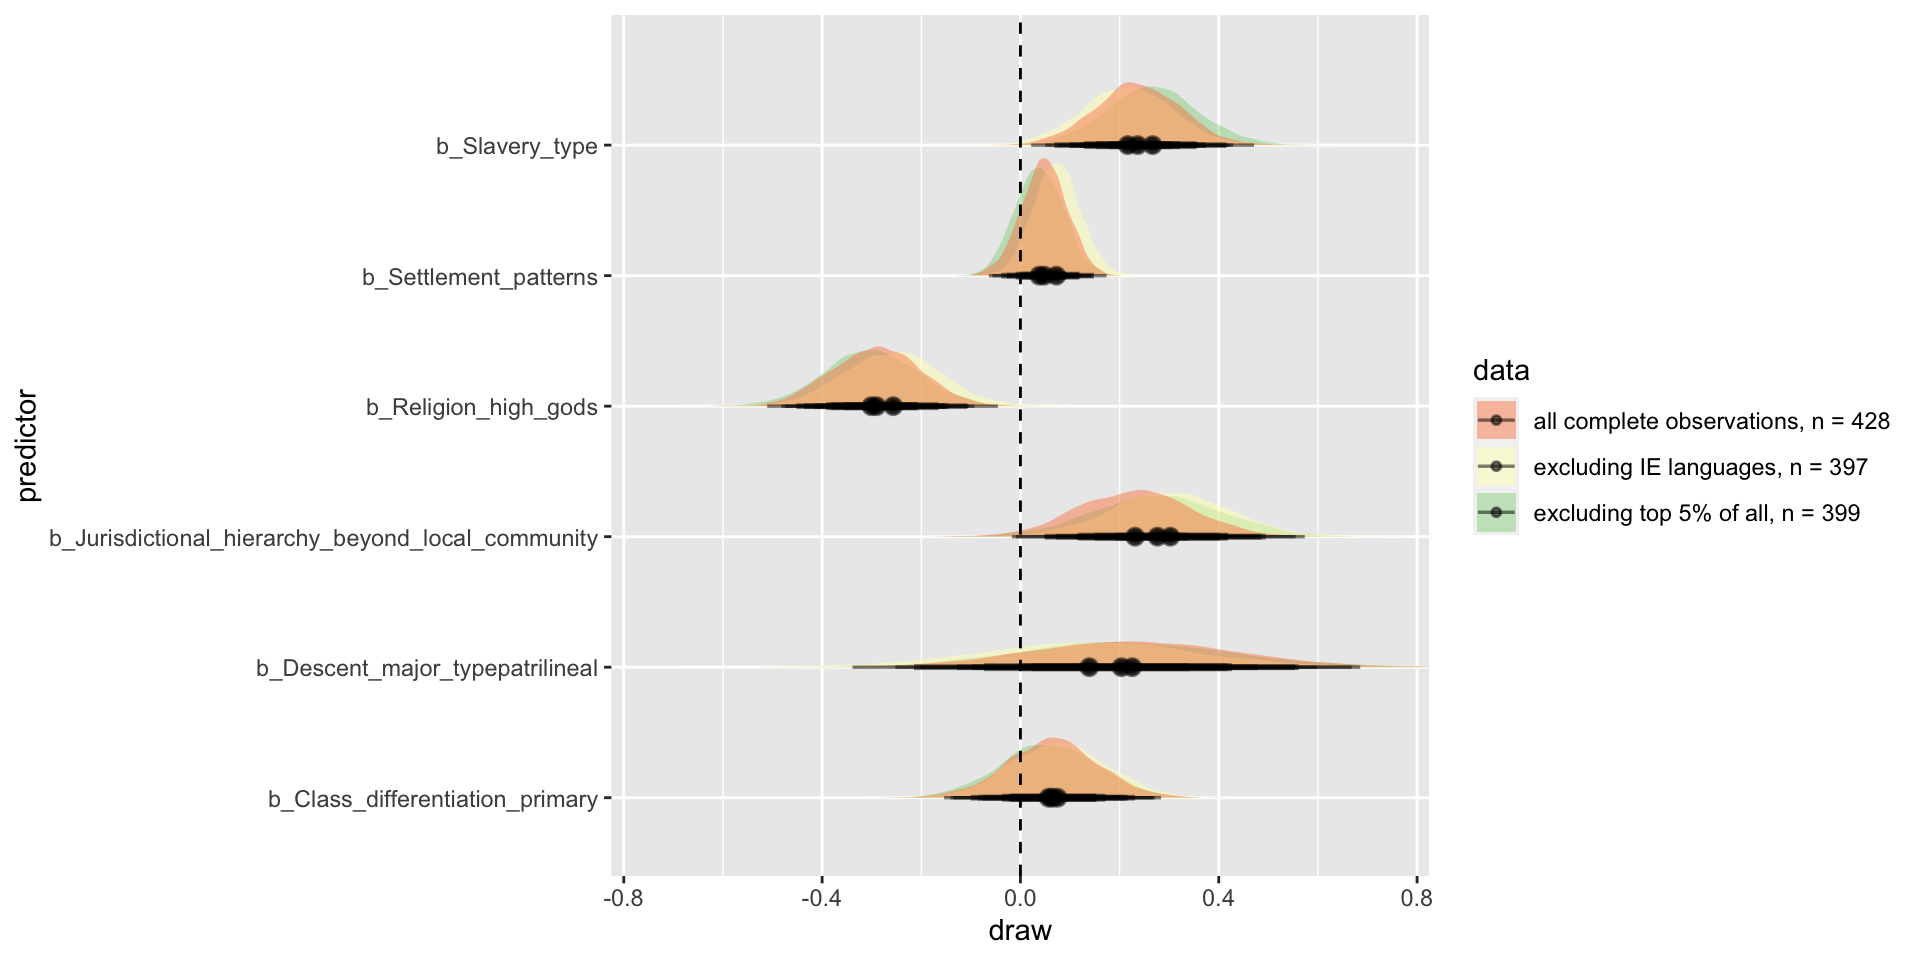 predictor
b_Slavery_type
b_Settlement_patterns
b_Religion_high_gods
b_Jurisdictional_hierarchy_beyond_local_community
b_Descent_major_typepatrilineal
b_Class_differentiation_primary
-0.8 -0.4 0.0 0.4 0.8
draw
data
all complete observations, n = 428
excluding IE languages, n = 397
excluding top 5% of all, n = 399